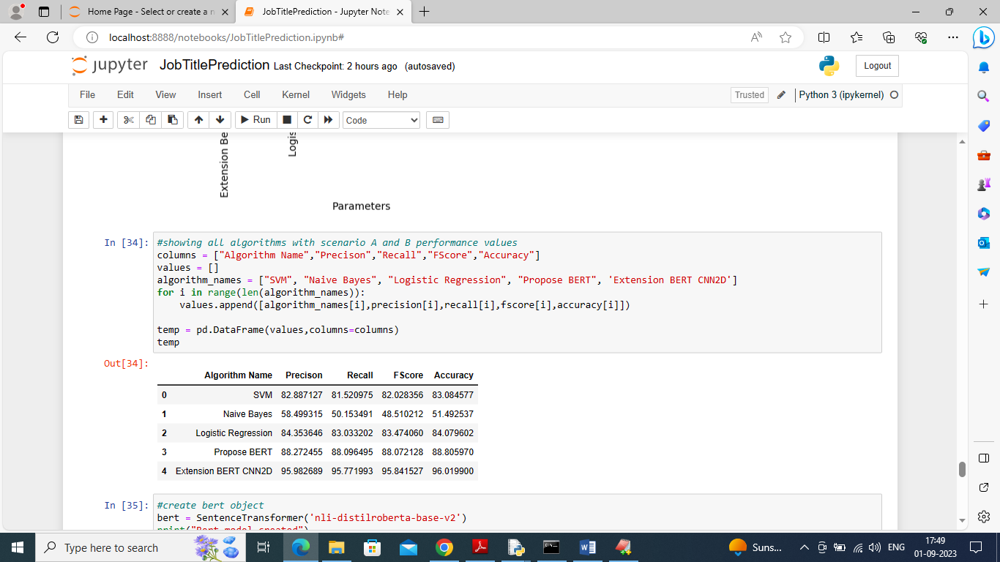 Home Page - Select or create a n
JobTitlePrediction - Jupyter Note
localhost:8888/notebooks/JobTitlePrediction.ipynb#
jupyter JobTitlePrediction Last Checkpoint: 2 hours ago (autosaved)
Logout
File Edit View Insert Cell Kernel Widgets Help
Trusted
Python 3 (ipykernel)
Run
Code
Extension Be
Logis
Parameters
In [34]: #showing all algorithms with scenario A and B performance values
columns = ["Algorithm Name","Precison","Recall","FScore","Accuracy"]
values = []
algorithm_names = ["SVM", "Naive Bayes", "Logistic Regression", "Propose BERT", 'Extension BERT CNN2D']
for i in range(len(algorithm_names)):
    values.append([algorithm_names[i],precision[i],recall[i],fscore[i],accuracy[i]])
temp = pd.DataFrame(values,columns=columns)
temp
Out[34]:
Algorithm Name Precison Recall FScore Accuracy
0 SVM 82.887127 81.520975 82.028356 83.084577
1 Naive Bayes 58.499315 50.153491 48.510212 51.492537
2 Logistic Regression 84.353646 83.033202 83.474060 84.079602
3 Propose BERT 88.272455 88.096495 88.072128 88.805970
4 Extension BERT CNN2D 95.982689 95.771993 95.841527 96.019900
In [35]: #create bert object
bert = SentenceTransformer('nli-distilroberta-base-v2')
print("Bert model created")
Type here to search
Suns...
ENG
17:49
01-09-2023